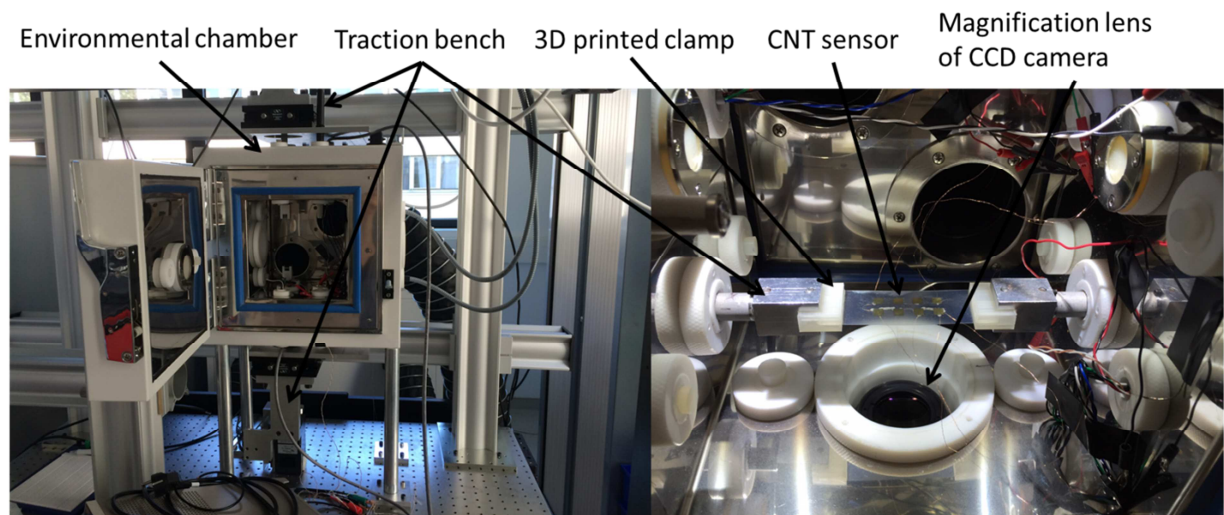 Environmental chamber
Traction bench
3D printed clamp
CNT sensor
Magnification lens
of CCD camera